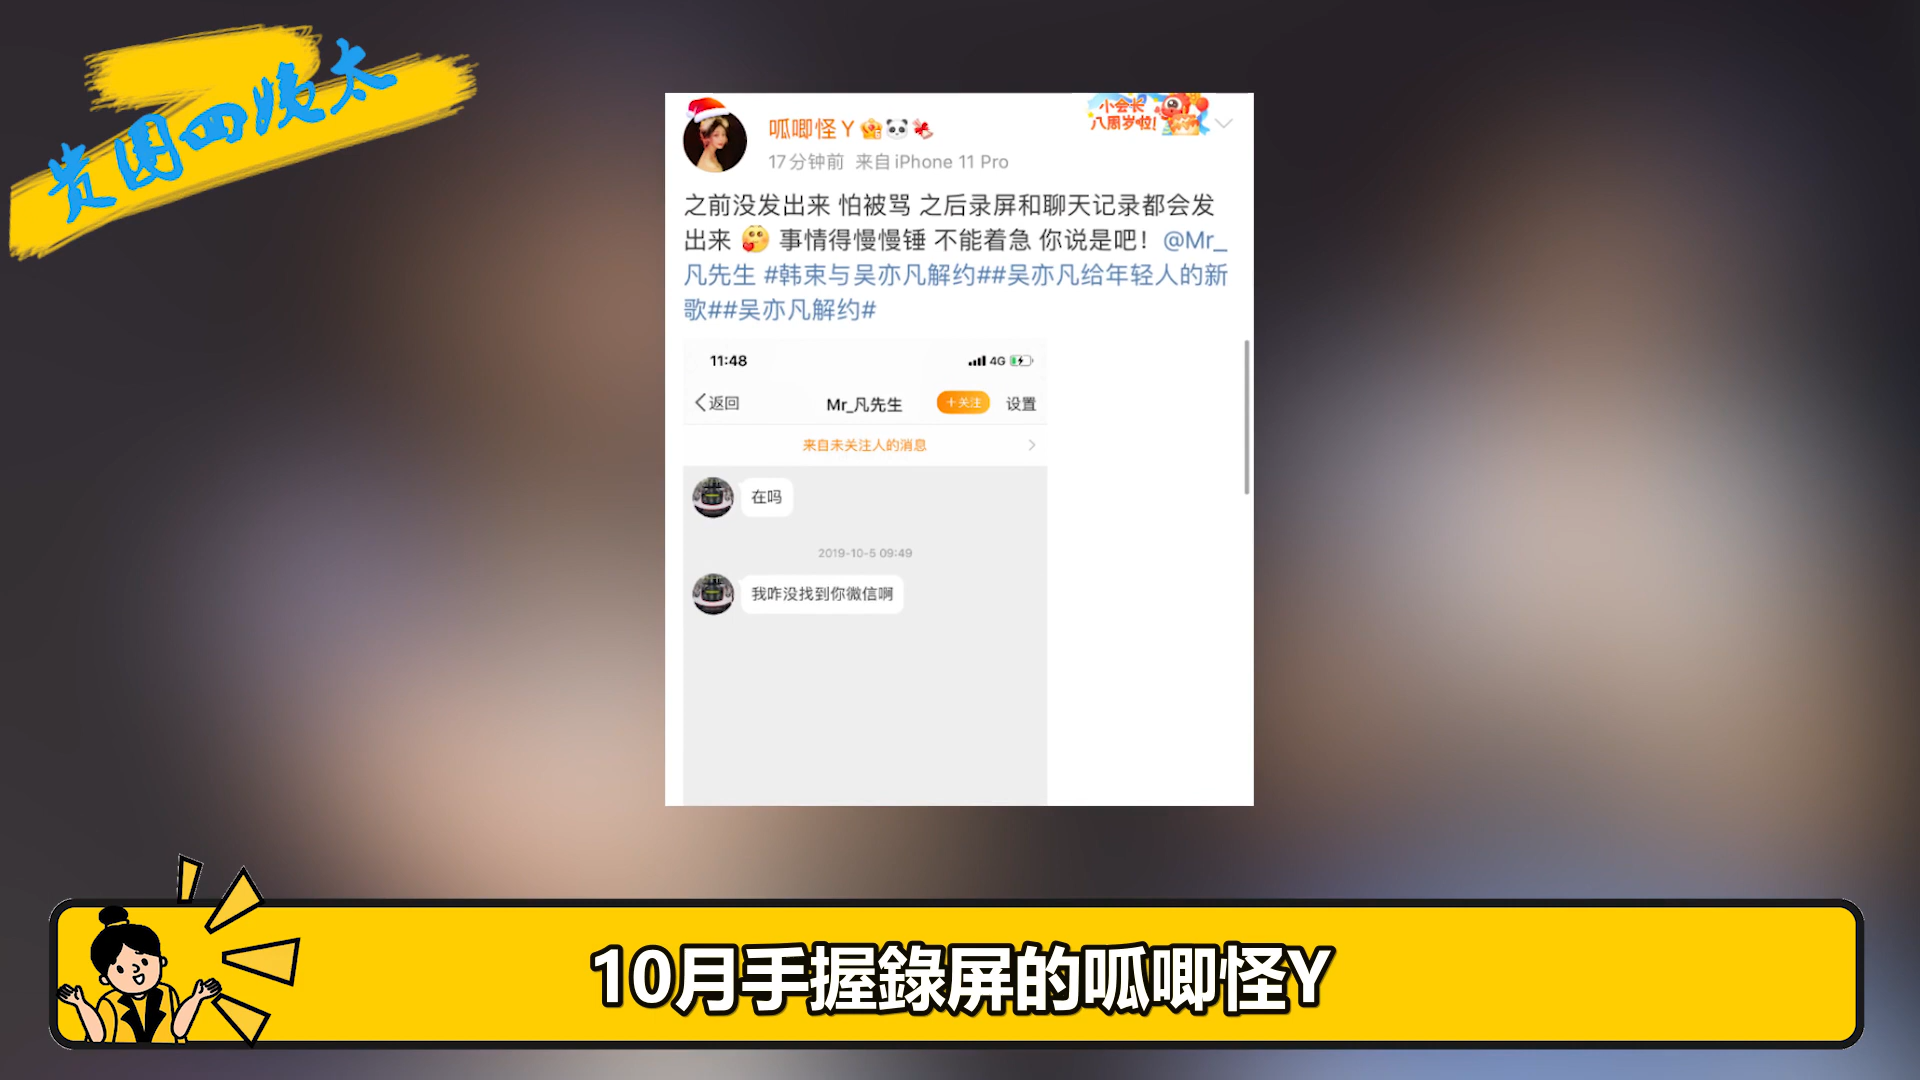 贵圈四姨太
呱唧怪Y
小会长
八周岁啦!
17分钟前 来自 iPhone 11 Pro
之前没发出来 怕被骂 之后录屏和聊天记录都会发
出来 事情得慢慢锤 不能着急 你说是吧！@Mr_
凡先生 #韩束与吴亦凡解约##吴亦凡给年轻人的新
歌##吴亦凡解约#
11:48
4G
返回
Mr_凡先生
+关注
设置
来自未关注人的消息
在吗
2019-10-5 09:49
我咋没找到你微信啊
10月手握錄屏的呱唧怪Y